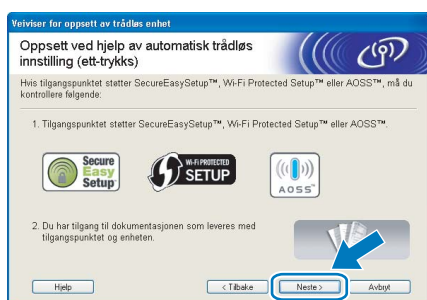 Veiviser for oppsett av trådløs enhet
Oppsett ved hjelp av automatisk trådløs
innstilling (ett-trykks)
Hvis tilgangspunktet støtter SecureEasySetup™, Wi-Fi Protected Setup™ eller AOSS™, må du
kontrollere følgende:
1. Tilgangspunktet støtter SecureEasySetup™, Wi-Fi Protected Setup™ eller AOSS™.
Secure
Easy
Setup
WI-FI PROTECTED
SETUP
AOSS™
2. Du har tilgang til dokumentasjonen som leveres med
tilgangspunktet og enheten.
Hjelp
< Tilbake
Neste >
Avbryt